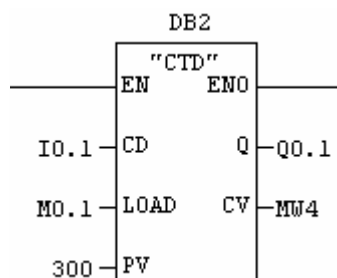 DB2
"CTD"
EN ENO
I0.1 CD Q Q0.1
M0.1 LOAD CV MW4
300 PV